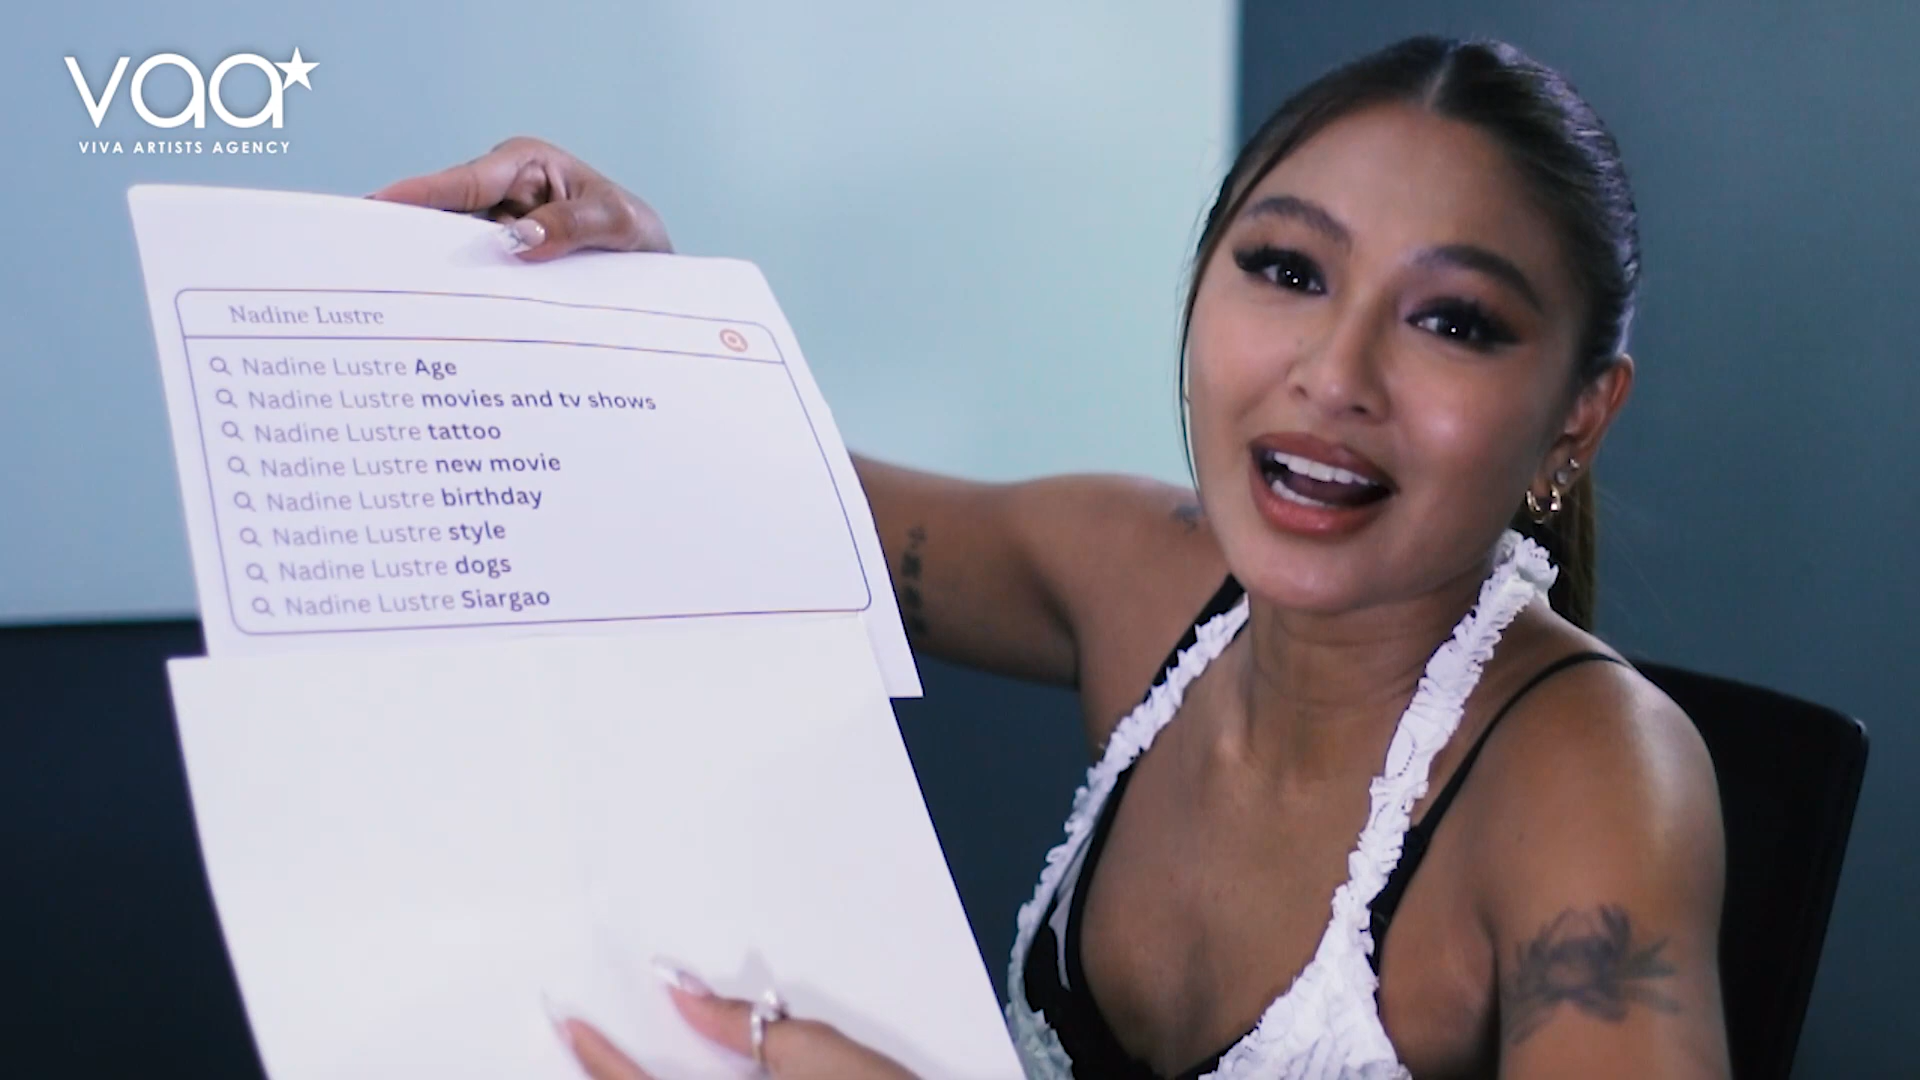 vaa
VIVA ARTISTS AGENCY
Nadine Lustre
Nadine Lustre Age
Nadine Lustre movies and tv shows
Nadine Lustre tattoo
Nadine Lustre new movie
Nadine Lustre birthday
Nadine Lustre style
Nadine Lustre dogs
Nadine Lustre Siargao